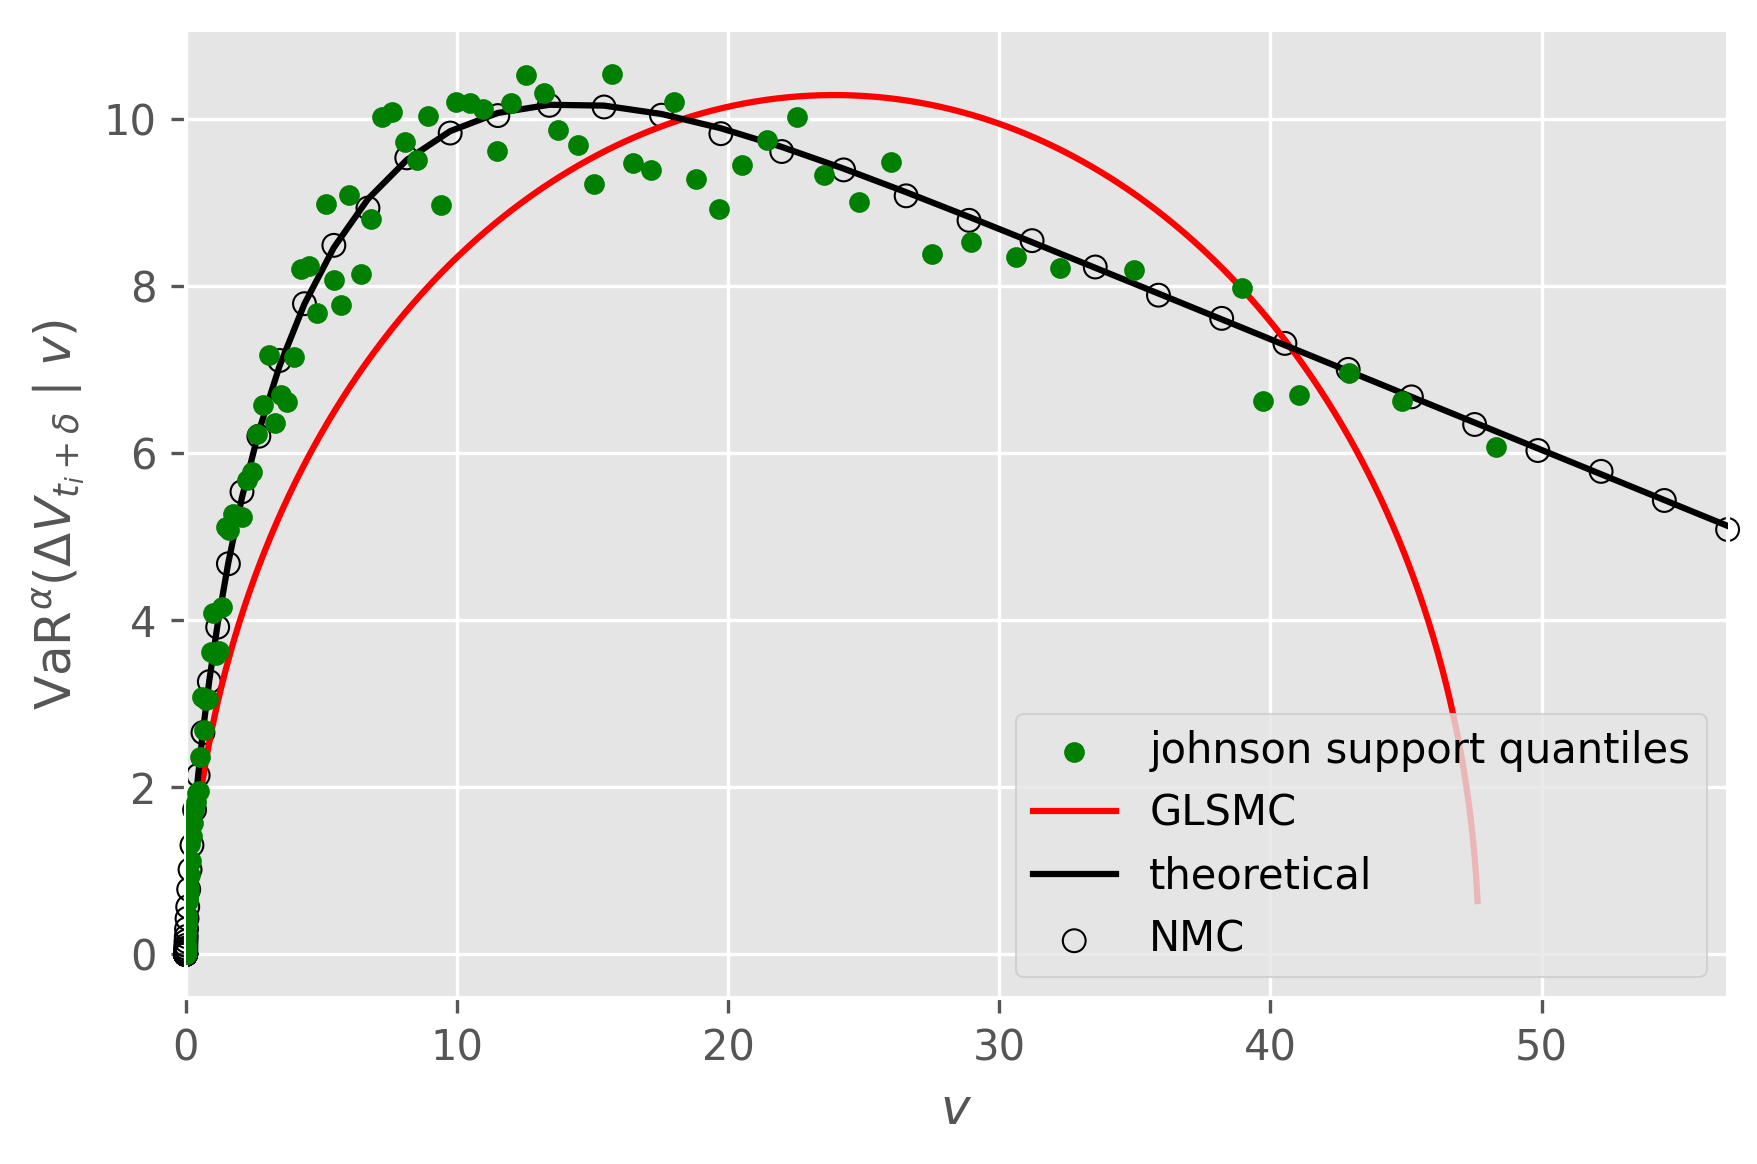 VaR^α(ΔV_{t_i + δ} | v)
10
8
6
4
2
0
johnson support quantiles
GLSMC
theoretical
NMC
0 10 20 30 40 50
v